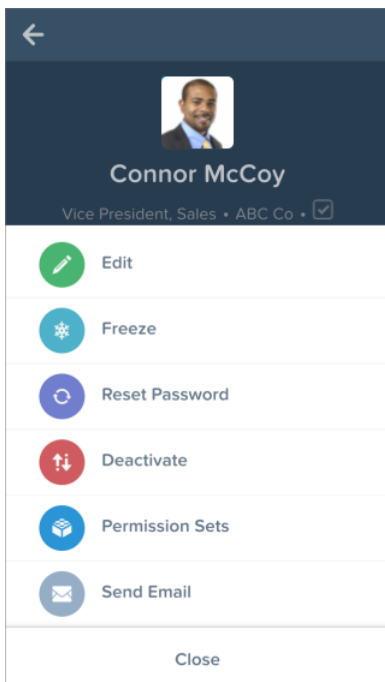 Connor McCoy
Vice President, Sales • ABC Co •
Edit
Freeze
Reset Password
Deactivate
Permission Sets
Send Email
Close